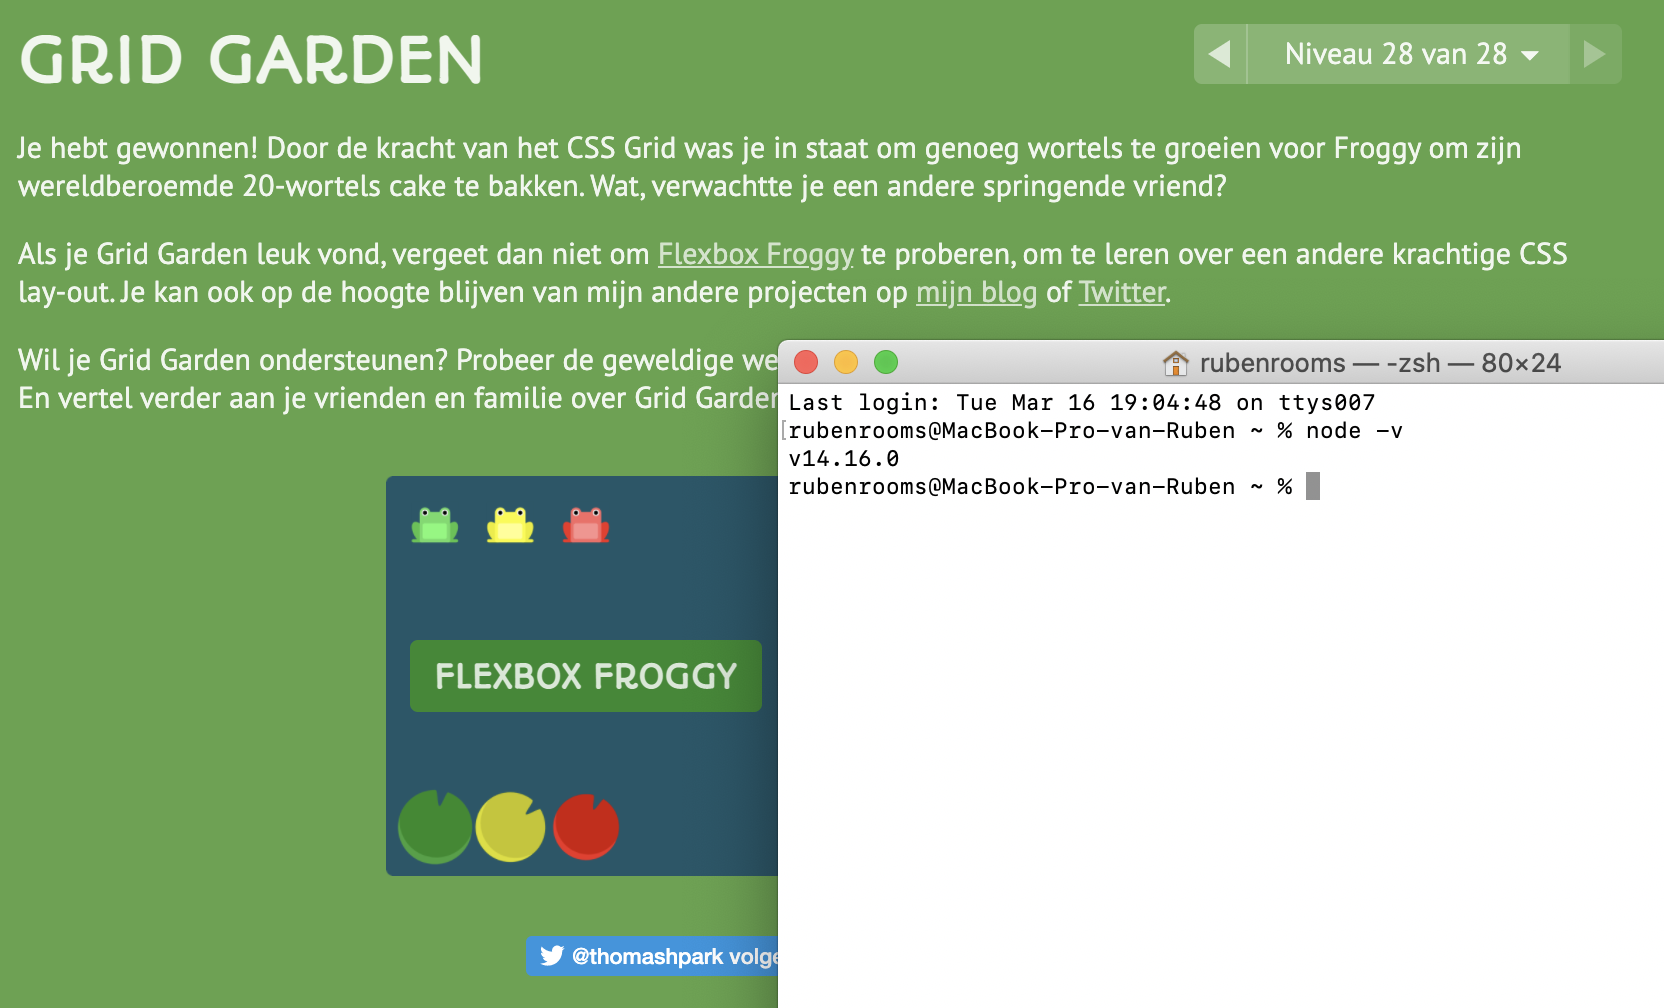 GRID GARDEN
Niveau 28 van 28
Je hebt gewonnen! Door de kracht van het CSS Grid was je in staat om genoeg wortels te groeien voor Froggy om zijn
wereldberoemde 20-wortels cake te bakken. Wat, verwachtte je een andere springende vriend?
Als je Grid Garden leuk vond, vergeet dan niet om Flexbox Froggy te proberen, om te leren over een andere krachtige CSS
lay-out. Je kan ook op de hoogte blijven van mijn andere projecten op mijn blog of Twitter.
Wil je Grid Garden ondersteunen? Probeer de geweldige we
En vertel verder aan je vrienden en familie over Grid Garden
rubenrooms — -zsh — 80×24
Last login: Tue Mar 16 19:04:48 on ttys007
[rubenrooms@MacBook-Pro-van-Ruben ~ % node -v
v14.16.0
rubenrooms@MacBook-Pro-van-Ruben ~ %
FLEXBOX FROGGY
@thomashpark volge